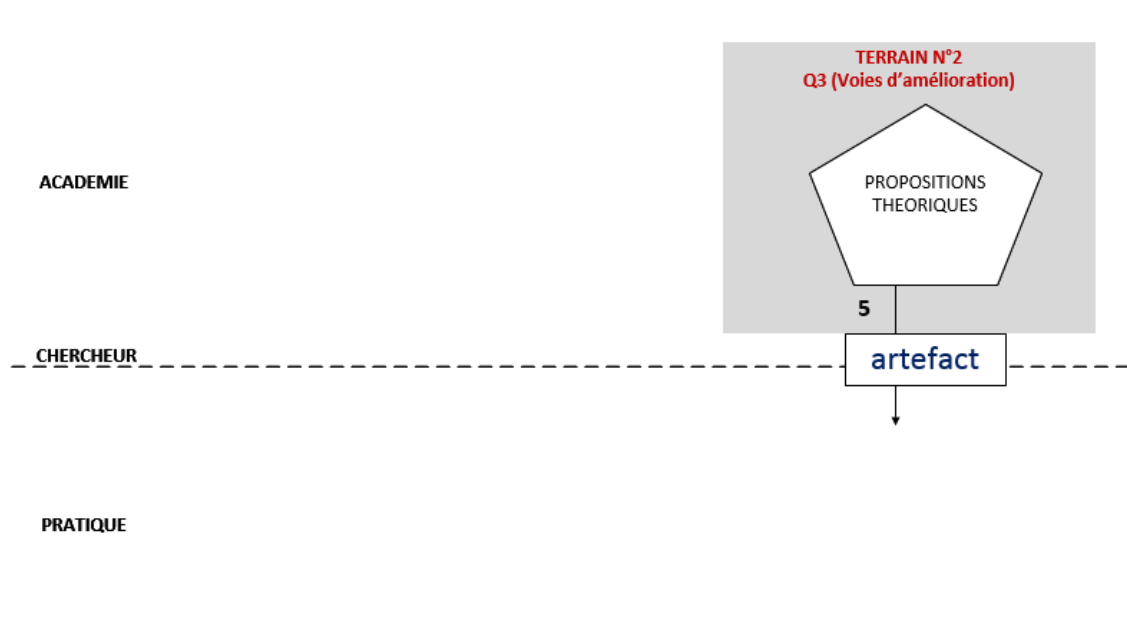 TERRAIN N°2
Q3 (Voies d'amélioration)
ACADEMIE
PROPOSITIONS
THEORIQUES
5
CHERCHEUR
artefact
PRATIQUE